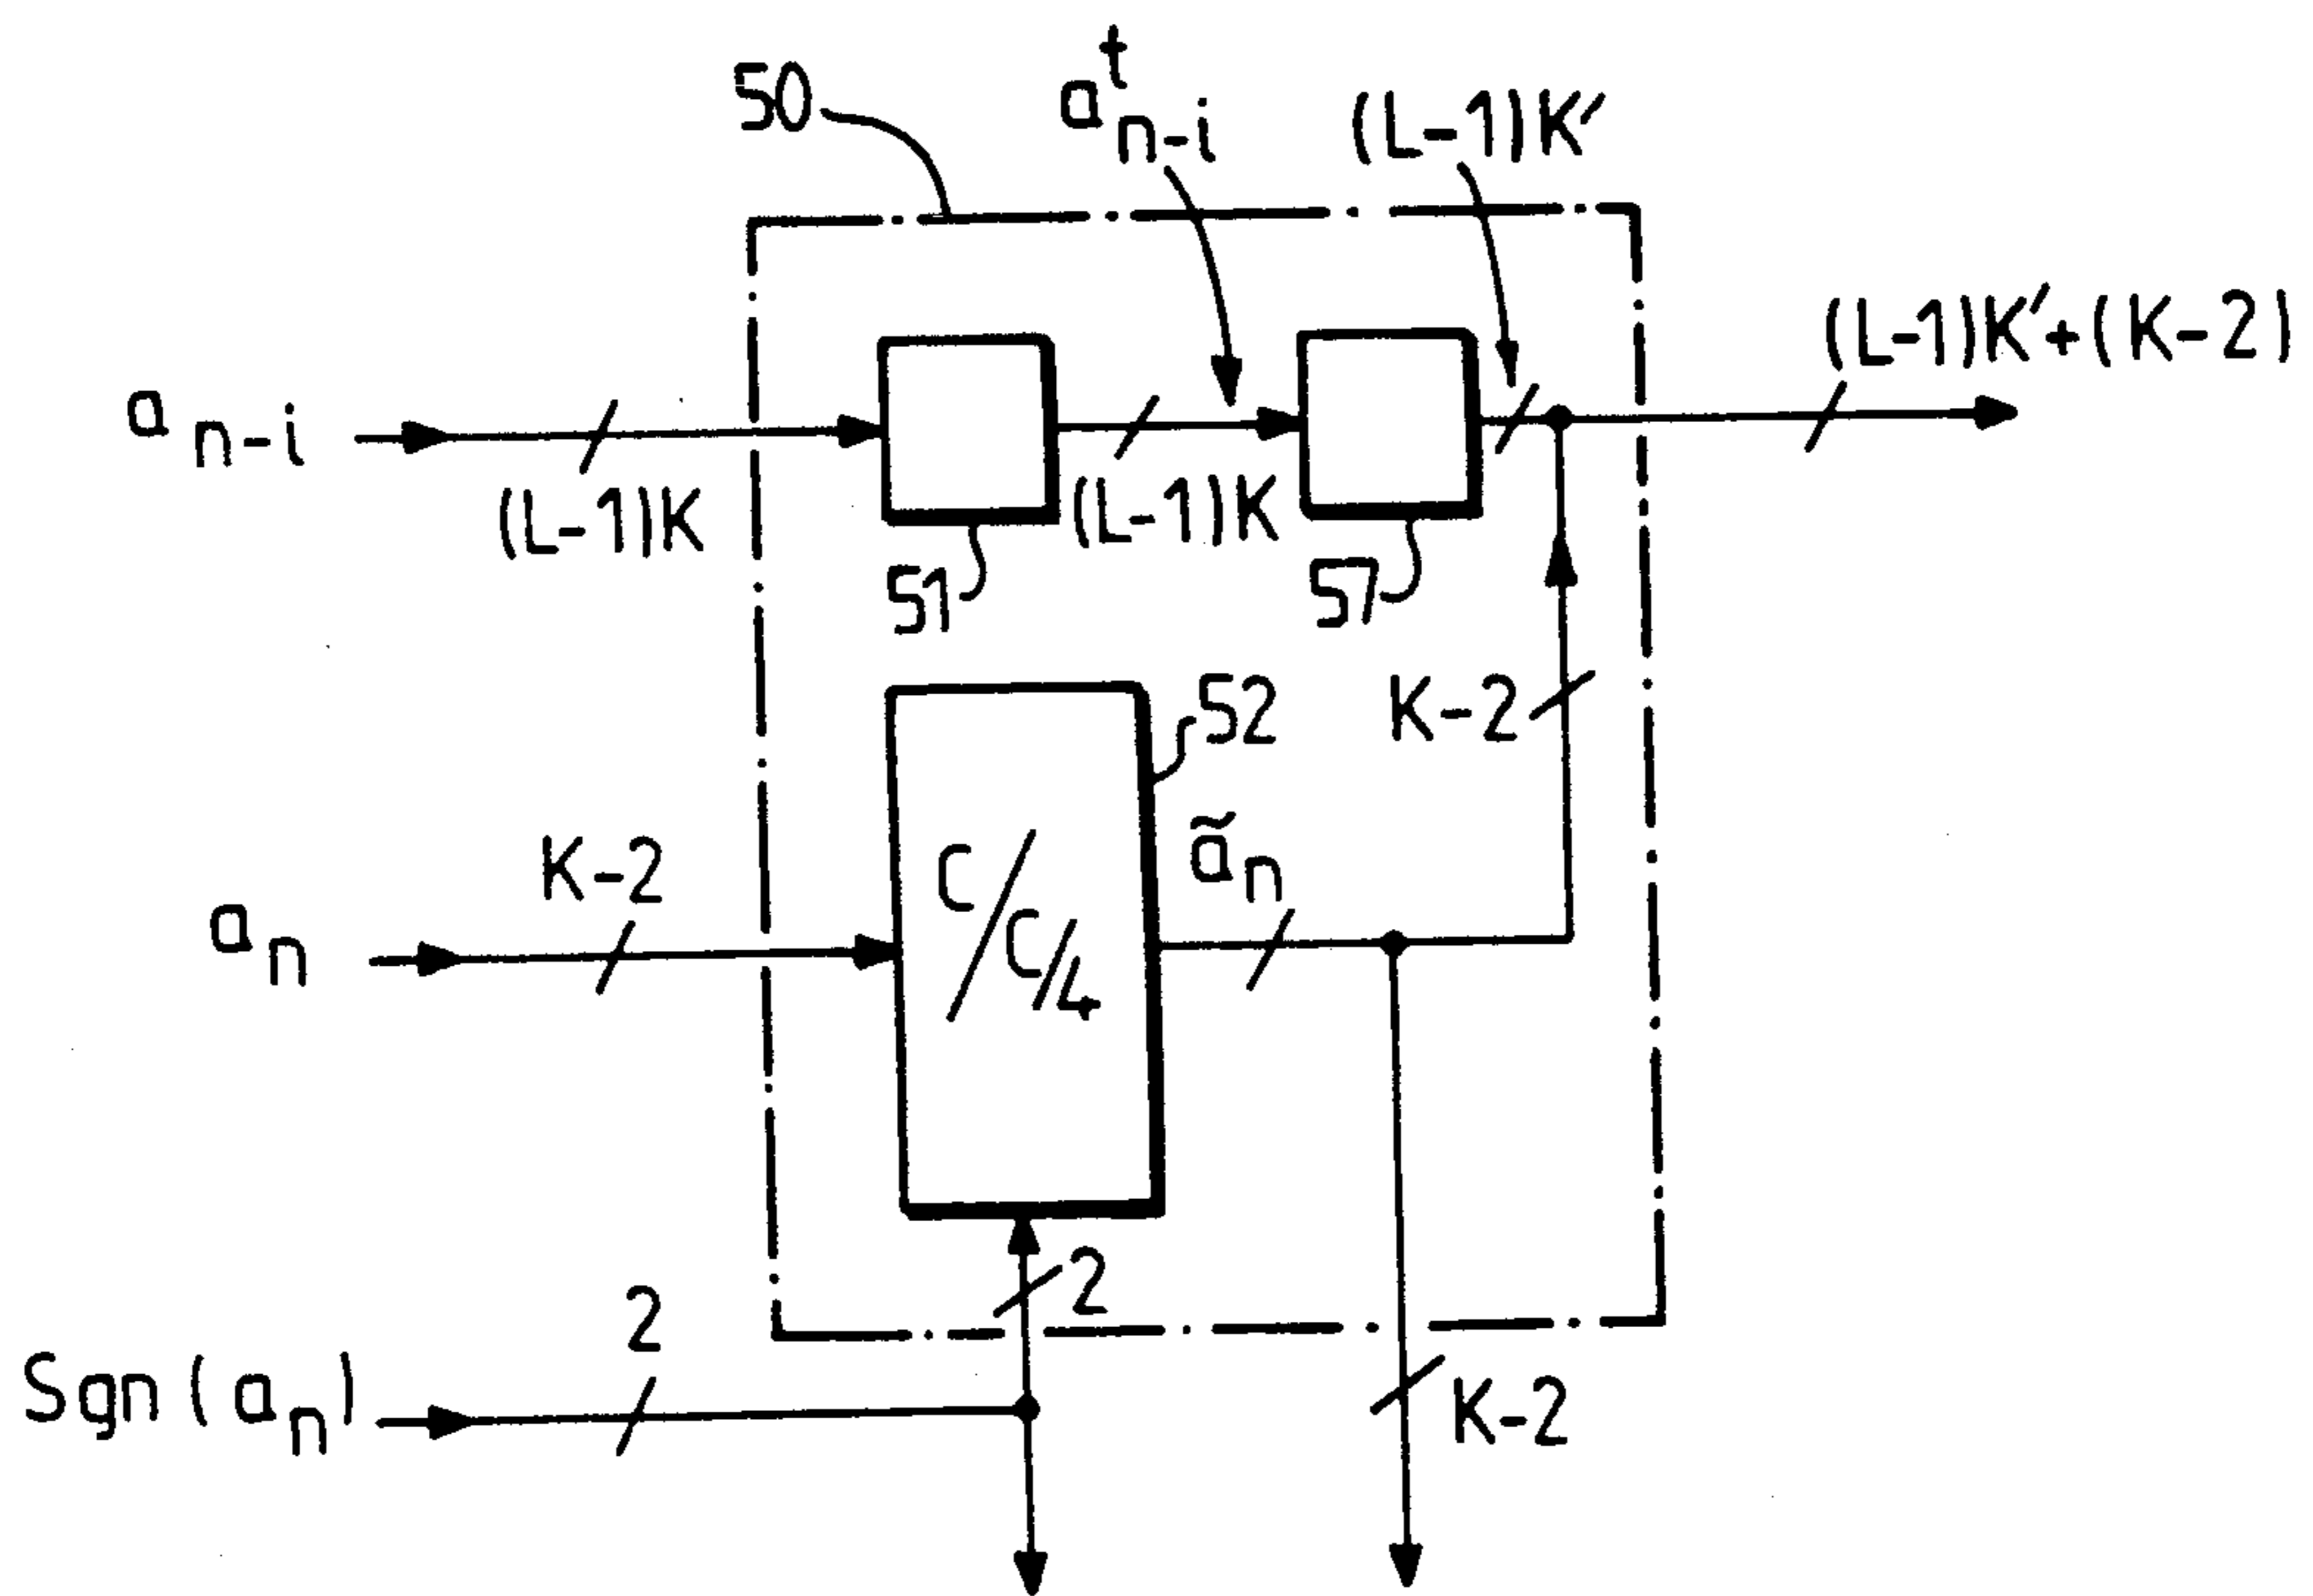 50
a^t_{n-i}
(L-1)K'
(L-1)K'+(K-2)
a_{n-i}
(L-1)K
(L-1)K
51
57
52
K-2
K-2
ã_n
a_n
C/C/4
2
2
Sgn(a_n)
K-2